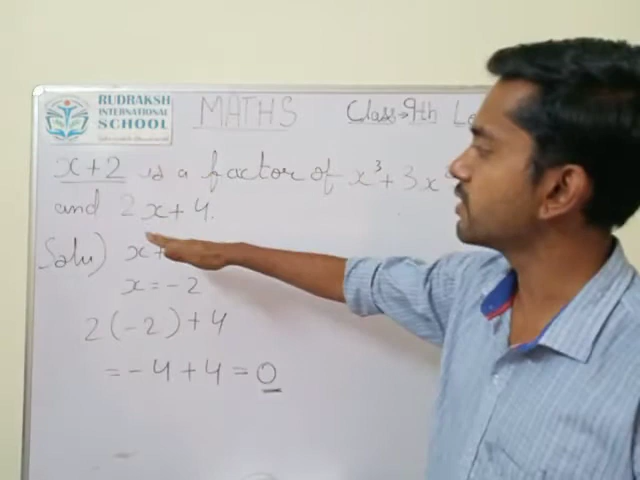 RUDRAKSH
INTERNATIONAL
SCHOOL
MATHS Class→9th
x+2 is a factor of x³+3x
and 2x+4.
Solu)
x=-2
2(-2)+4
=-4+4=0